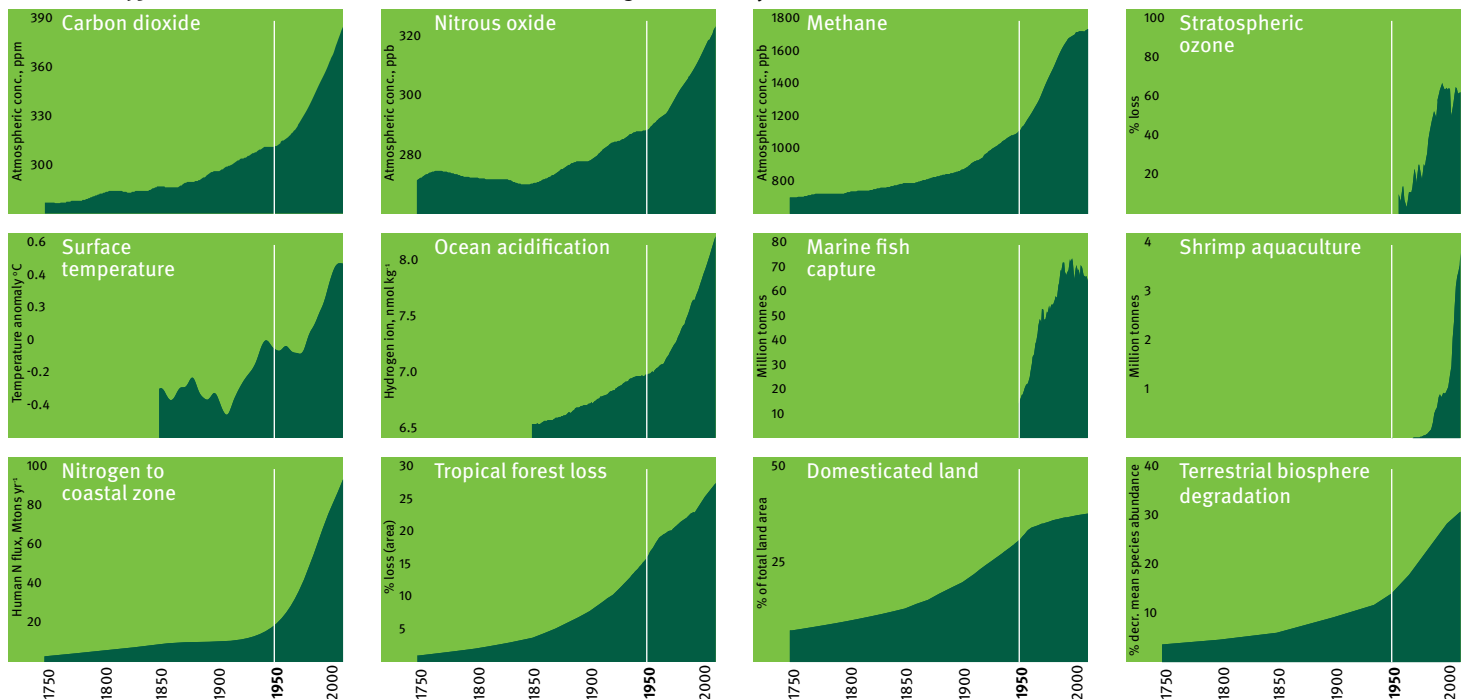 Carbon dioxide
Atmospheric conc., ppm
390
360
330
300
Nitrous oxide
Atmospheric conc., ppb
320
300
280
Methane
Atmospheric conc., ppb
1800
1600
1400
1200
1000
800
Stratospheric
ozone
% loss
100
80
60
40
20
Surface
temperature
Temperature anomaly °C
0.6
0.4
0.3
0
-0.2
-0.4
Ocean acidification
Hydrogen ion, nmol kg⁻¹
8.0
7.5
7.0
6.5
Marine fish
capture
Million tonnes
80
70
60
50
40
30
20
10
Shrimp aquaculture
Million tonnes
4
3
2
1
Nitrogen to
coastal zone
Human N flux, Mtons yr⁻¹
100
80
60
40
20
1750
1800
1850
1900
1950
2000
Tropical forest loss
% loss (area)
30
25
20
15
10
5
1750
1800
1850
1900
1950
2000
Domesticated land
% of total land area
50
25
1750
1800
1850
1900
1950
2000
Terrestrial biosphere
degradation
% decr. mean species abundance
40
30
20
10
1750
1800
1850
1900
1950
2000